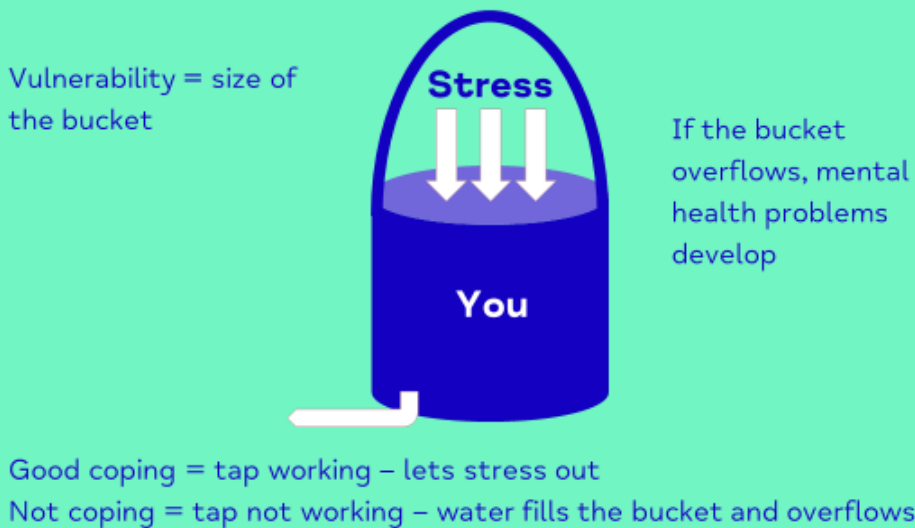 Vulnerability = size of
the bucket
Stress
If the bucket
overflows, mental
health problems
develop
You
Good coping = tap working – lets stress out
Not coping = tap not working – water fills the bucket and overflows